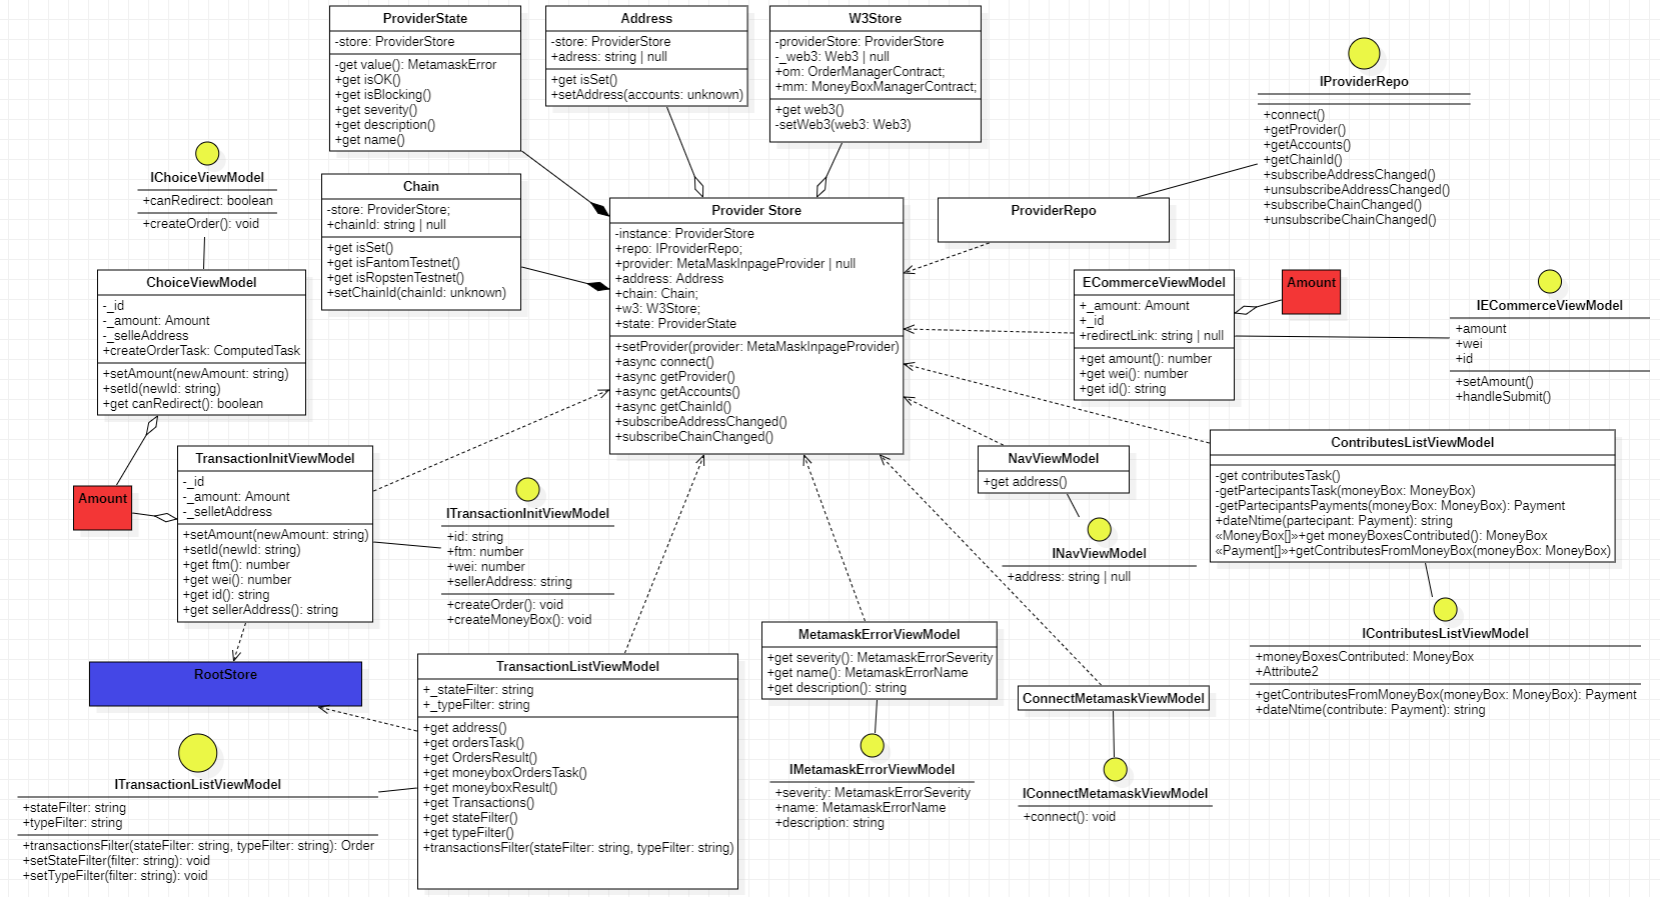 ProviderState
-store: ProviderStore
-get value(): MetamaskError
+get isOK()
+get isBlocking()
+get severity()
+get description()
+get name()
Address
-store: ProviderStore
+adress: string | null
+get isSet()
+setAddress(accounts: unknown)
W3Store
-providerStore: ProviderStore
-_web3: Web3 | null
+om: OrderManagerContract;
+mm: MoneyBoxManagerContract;
+get web3()
-setWeb3(web3: Web3)
IProviderRepo
+connect()
+getProvider()
+getAccounts()
+getChainId()
+subscribeAddressChanged()
+unsubscribeAddressChanged()
+subscribeChainChanged()
+unsubscribeChainChanged()
IChoiceViewModel
+canRedirect: boolean
+createOrder(): void
Chain
-store: ProviderStore;
+chainId: string | null
+get isSet()
+get isFantomTestnet()
+get isRopstenTestnet()
+setChainId(chainId: unknown)
Provider Store
-instance: ProviderStore
+repo: IProviderRepo;
+provider: MetaMaskInpageProvider | null
+address: Address
+chain: Chain;
+w3: W3Store;
+state: ProviderState
+setProvider(provider: MetaMaskInpageProvider)
+async connect()
+async getProvider()
+async getAccounts()
+async getChainId()
+subscribeAddressChanged()
+subscribeChainChanged()
ProviderRepo
ChoiceViewModel
-_id
-_amount: Amount
-_selleAddress
+createOrderTask: ComputedTask
+setAmount(newAmount: string)
+setId(newId: string)
+get canRedirect(): boolean
ECommerceViewModel
+_amount: Amount
+_id
+redirectLink: string | null
+get amount(): number
+get wei(): number
+get id(): string
Amount
IECommerceViewModel
+amount
+wei
+id
+setAmount()
+handleSubmit()
TransactionInitViewModel
-_id
-_amount: Amount
-_selletAddress
+setAmount(newAmount: string)
+setId(newId: string)
+get ftm(): number
+get wei(): number
+get id(): string
+get sellerAddress(): string
Amount
ITransactionInitViewModel
+id: string
+ftm: number
+wei: number
+sellerAddress: string
+createOrder(): void
+createMoneyBox(): void
NavViewModel
+get address()
INavViewModel
+address: string | null
ContributesListViewModel
-get contributesTask()
-getPartecipantsTask(moneyBox: MoneyBox)
-getPartecipantsPayments(moneyBox: MoneyBox): Payment
+dateNtime(partecipant: Payment): string
«MoneyBox[]»+get moneyBoxesContributed(): MoneyBox
«Payment[]»+getContributesFromMoneyBox(moneyBox: MoneyBox)
IContributesListViewModel
+moneyBoxesContributed: MoneyBox
+Attribute2
+getContributesFromMoneyBox(moneyBox: MoneyBox): Payment
+dateNtime(contribute: Payment): string
RootStore
TransactionListViewModel
+_stateFilter: string
+_typeFilter: string
+get address()
+get ordersTask()
+get OrdersResult()
+get moneyboxOrdersTask()
+get moneyboxResult()
+get Transactions()
+get stateFilter()
+get typeFilter()
+transactionsFilter(stateFilter: string, typeFilter: string)
MetamaskErrorViewModel
+get severity(): MetamaskErrorSeverity
+get name(): MetamaskErrorName
+get description(): string
IMetamaskErrorViewModel
+severity: MetamaskErrorSeverity
+name: MetamaskErrorName
+description: string
ConnectMetamaskViewModel
IConnectMetamaskViewModel
+connect(): void
ITransactionListViewModel
+stateFilter: string
+typeFilter: string
+transactionsFilter(stateFilter: string, typeFilter: string): Order
+setStateFilter(filter: string): void
+setTypeFilter(filter: string): void